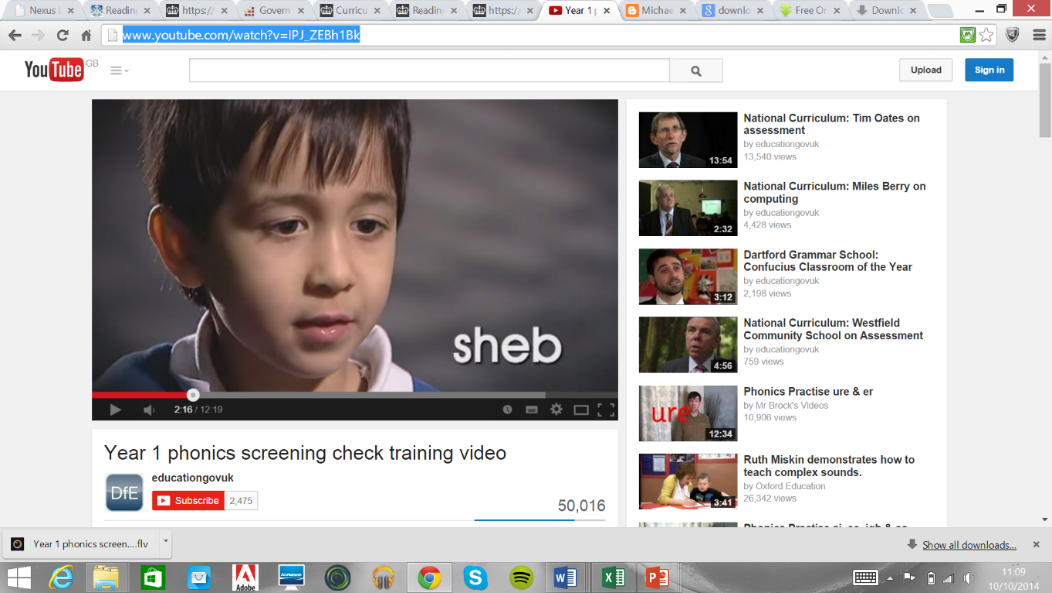 Nexus
Readin
https:/
Govern
Curricu
Readin
https:/
Year 1 p
Michae
downlo
Free On
Downl
www.youtube.com/watch?v=IPJ_ZEBh1Bk
YouTube GB
Upload
Sign in
sheb
2:16 / 12:19
Year 1 phonics screening check training video
DfE
educationgovuk
Subscribe 2,475
50,016
13:54
National Curriculum: Tim Oates on
assessment
by educationgovuk
13,540 views
2:32
National Curriculum: Miles Berry on
computing
by educationgovuk
4,428 views
3:12
Dartford Grammar School:
Confucius Classroom of the Year
by educationgovuk
2,198 views
4:56
National Curriculum: Westfield
Community School on Assessment
by educationgovuk
759 views
ure
12:34
Phonics Practise ure & er
by Mr Brock's Videos
10,906 views
3:41
Ruth Miskin demonstrates how to
teach complex sounds.
by Oxford Education
26,342 views
Year 1 phonics screen....flv
Show all downloads...
Adobe
11:09
10/10/2014